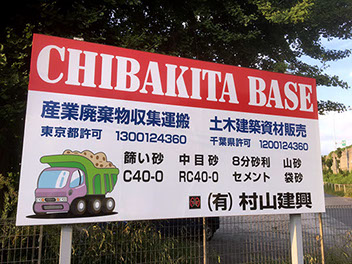 CHIBAKITA BASE
産業廃棄物収集運搬 土木建築資材販売
東京都許可 1300124360 千葉県許可 1200124360
篩い砂 中目砂 8分砂利 山砂
C40-0 RC40-0 セメント 袋砂
(有) 村山建興